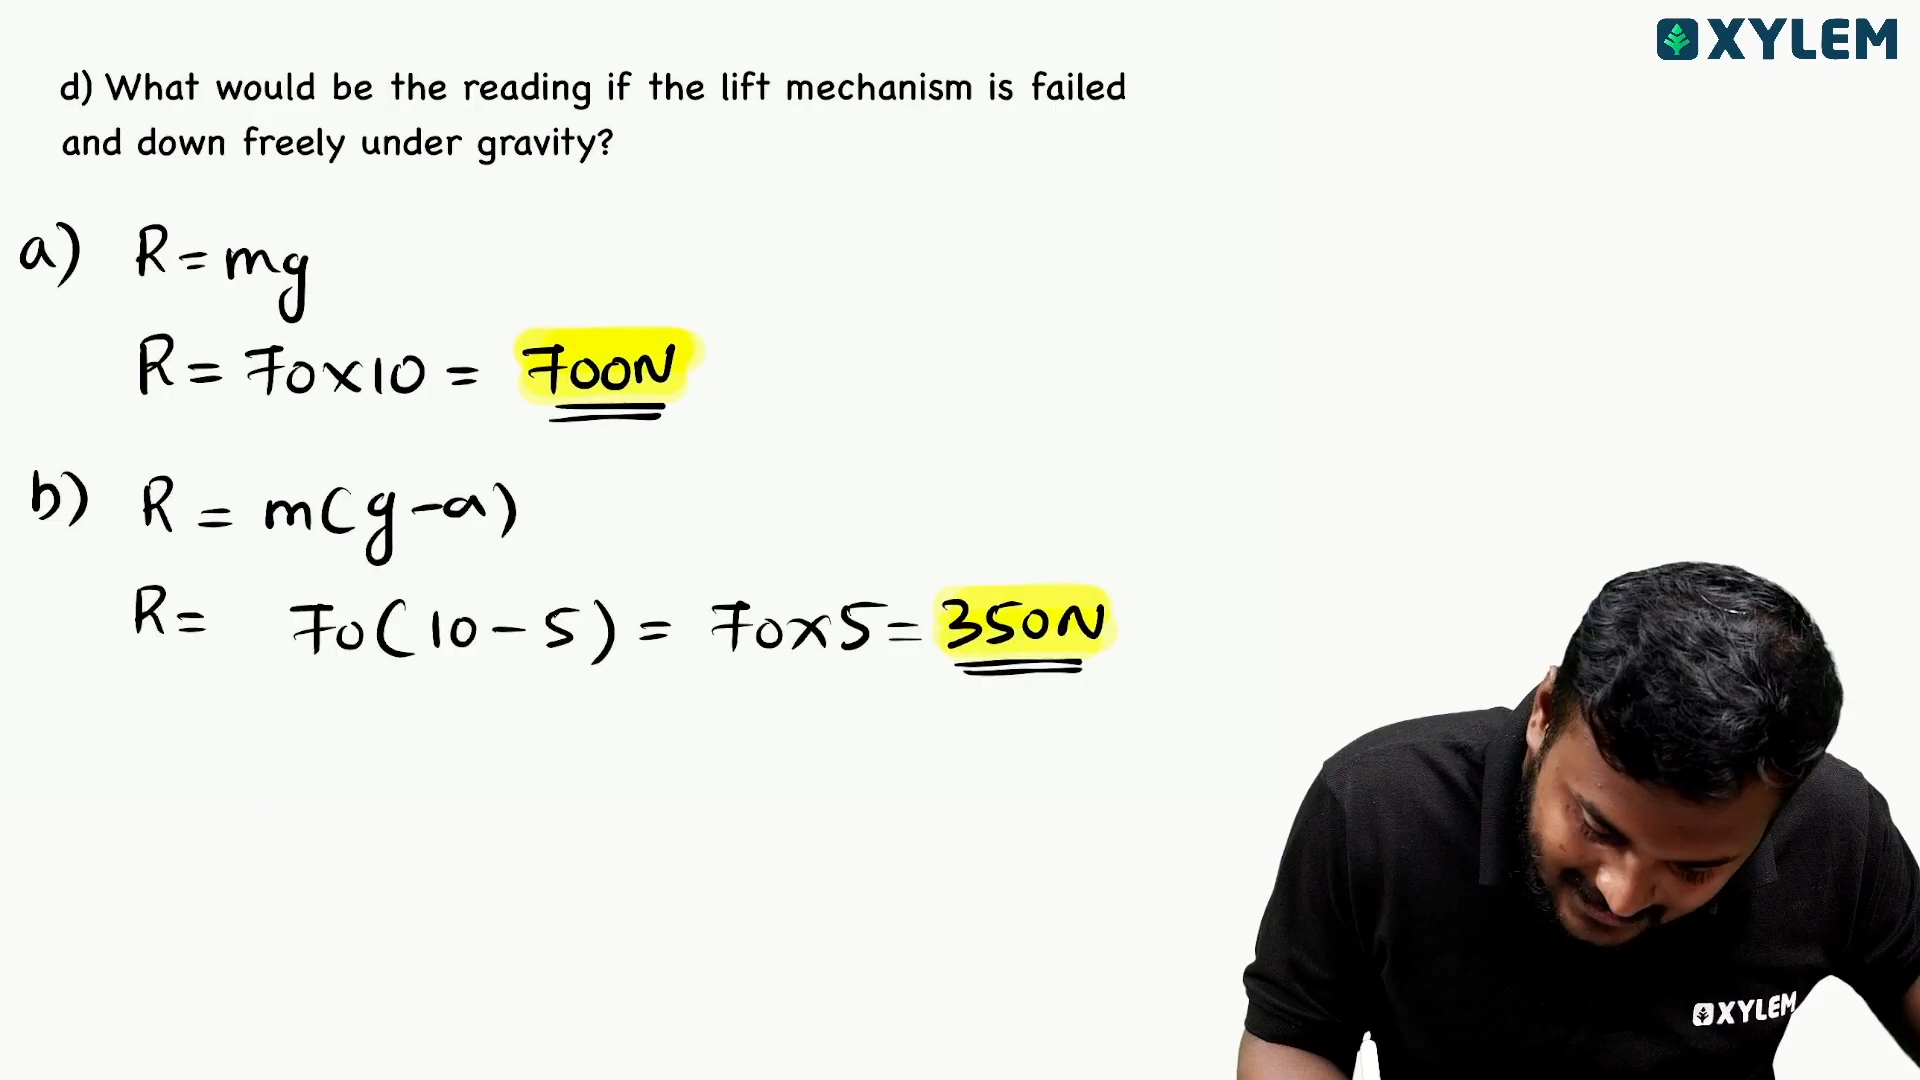 XYLEM
d) What would be the reading if the lift mechanism is failed
and down freely under gravity?
a) R = mg
R = 70×10 = 700N
b) R = m(g-a)
R = 70(10-5) = 70×5 = 350N
XYLEM